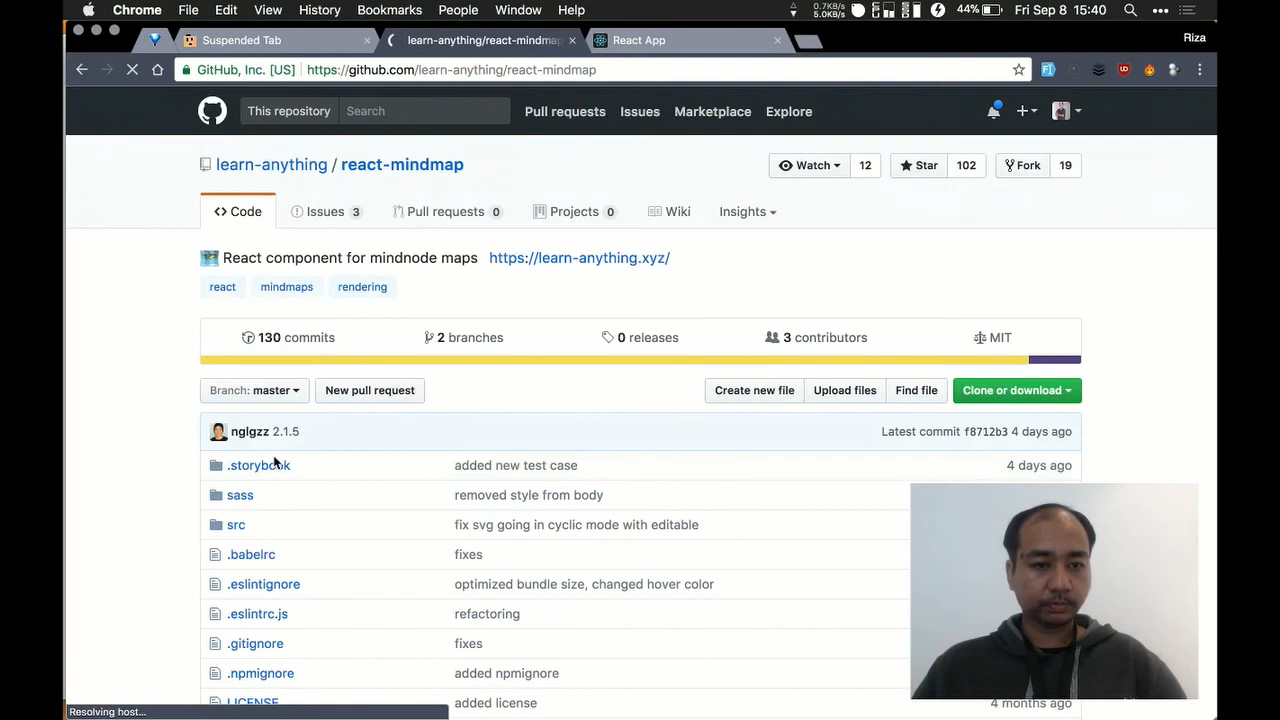 Chrome File Edit View History Bookmarks People Window Help 0.7KB/s 5.0KB/s 44% Fri Sep 8 15:40
Suspended Tab × learn-anything/react-mindma × React App × Riza
GitHub, Inc. [US] https://github.com/learn-anything/react-mindmap
This repository Search Pull requests Issues Marketplace Explore
learn-anything / react-mindmap Watch 12 Star 102 Fork 19
Code Issues 3 Pull requests 0 Projects 0 Wiki Insights
React component for mindnode maps https://learn-anything.xyz/
react mindmaps rendering
130 commits 2 branches 0 releases 3 contributors MIT
Branch: master New pull request Create new file Upload files Find file Clone or download
nglgzz 2.1.5 Latest commit f8712b3 4 days ago
.storybook added new test case 4 days ago
sass removed style from body
src fix svg going in cyclic mode with editable
.babelrc fixes
.eslintignore optimized bundle size, changed hover color
.eslintrc.js refactoring
.gitignore fixes
.npmignore added npmignore
LICENSE added license 4 months ago
Resolving host...